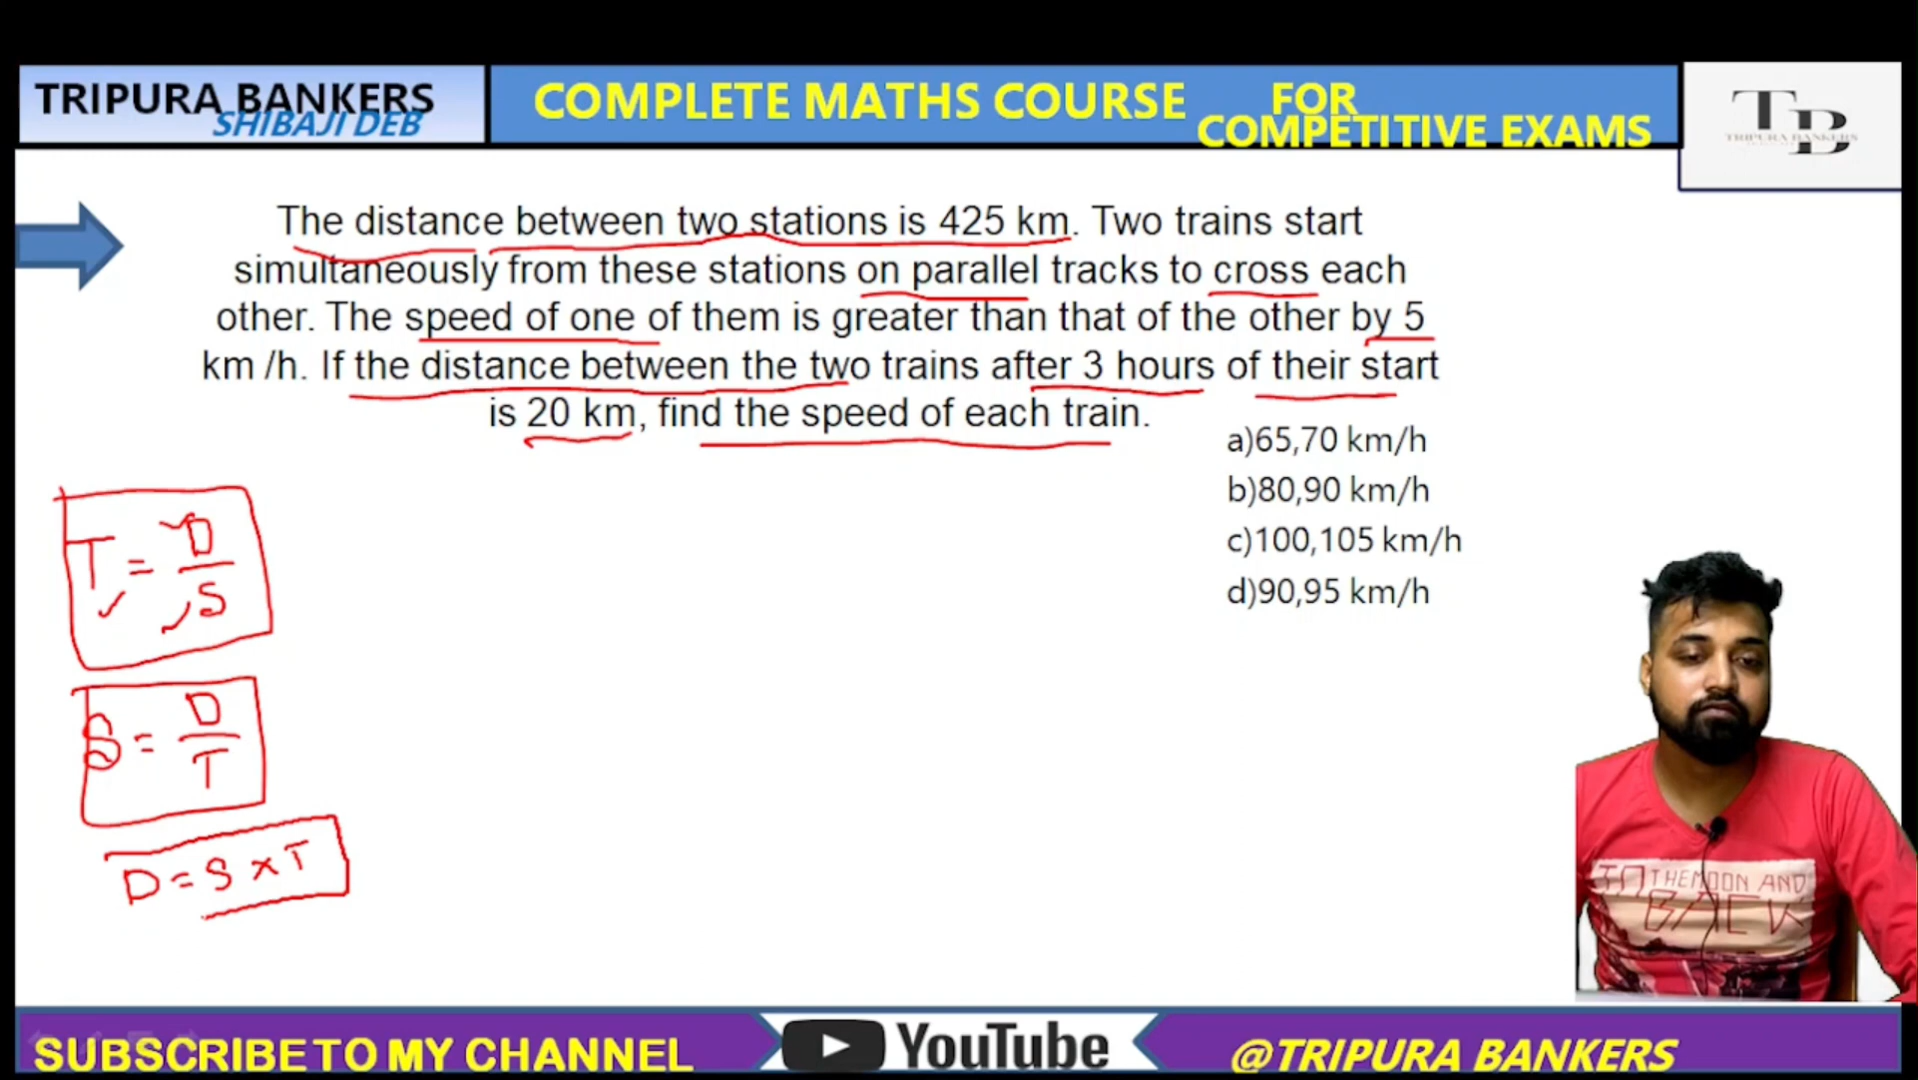 TRIPURA BANKERS
SHIBAJI DEB
COMPLETE MATHS COURSE FOR
COMPETITIVE EXAMS
TB
TRIPURA BANKERS
The distance between two stations is 425 km. Two trains start
simultaneously from these stations on parallel tracks to cross each
other. The speed of one of them is greater than that of the other by 5
km /h. If the distance between the two trains after 3 hours of their start
is 20 km, find the speed of each train.
a)65,70 km/h
b)80,90 km/h
c)100,105 km/h
d)90,95 km/h
T = D/S
S = D/T
D = S × T
TO THE MOON AND
BACK
SUBSCRIBE TO MY CHANNEL
YouTube
@TRIPURA BANKERS